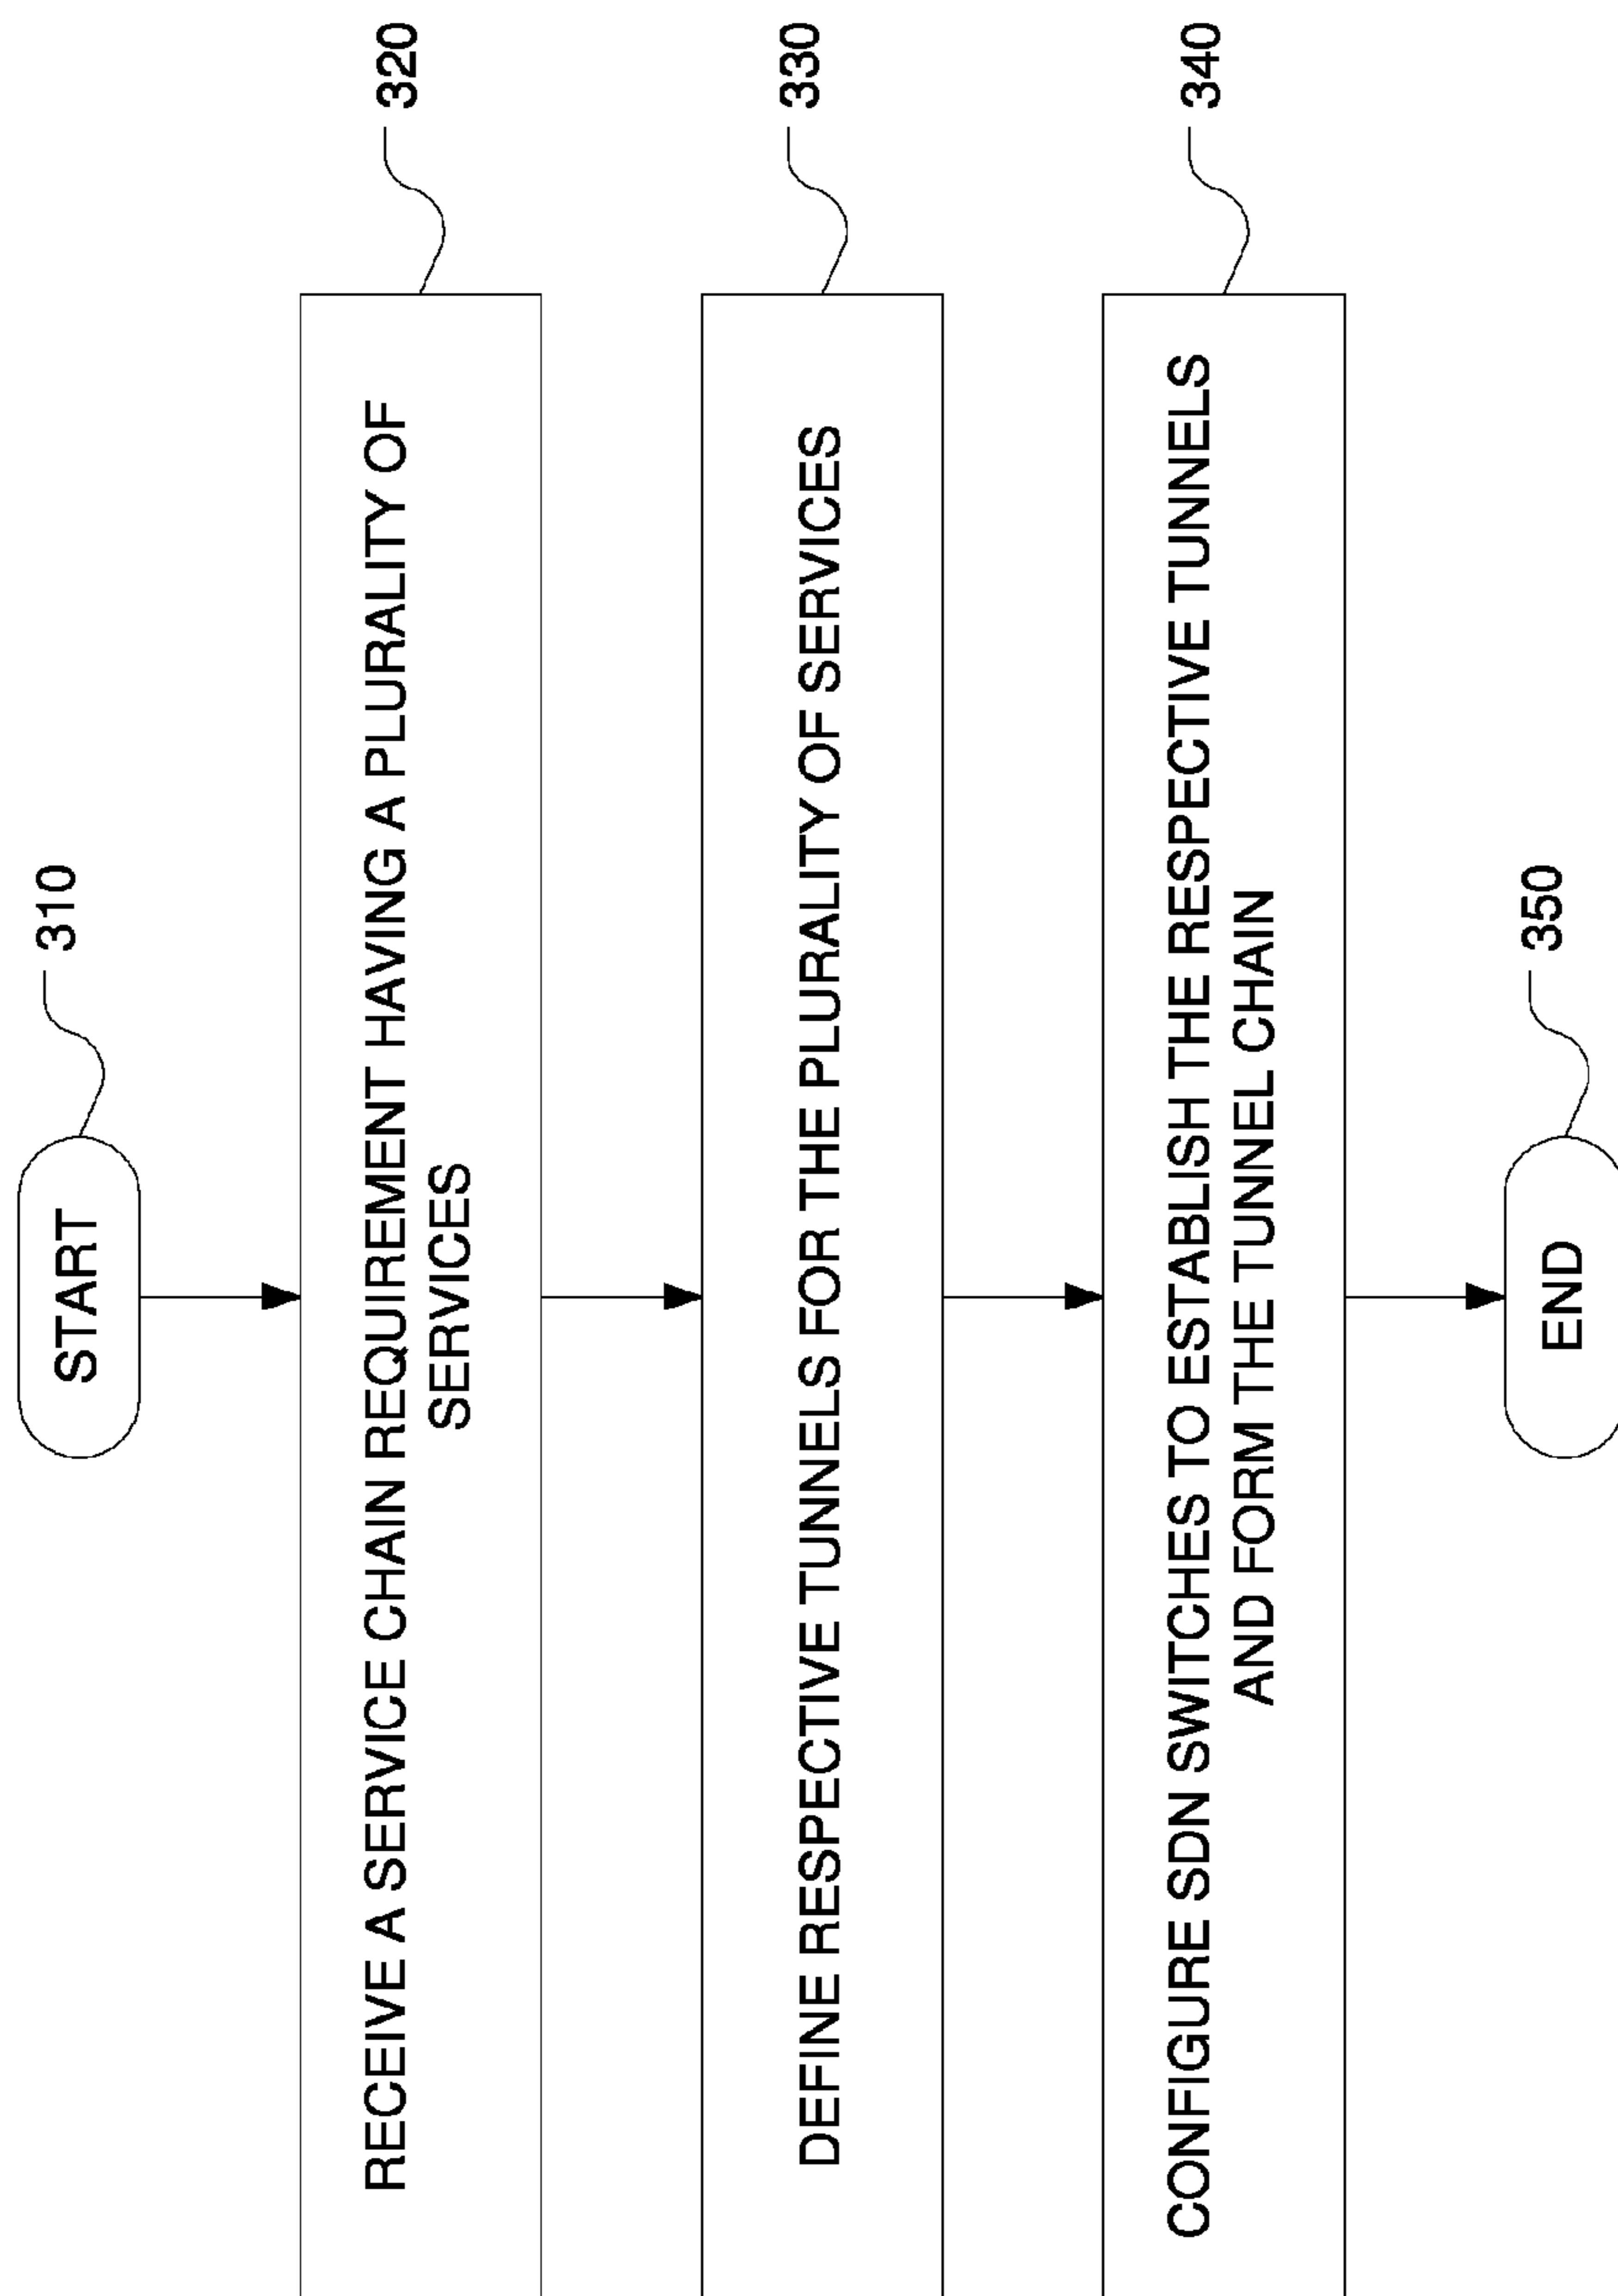 START
310
RECEIVE A SERVICE CHAIN REQUIREMENT HAVING A PLURALITY OF
SERVICES
320
DEFINE RESPECTIVE TUNNELS FOR THE PLURALITY OF SERVICES
330
CONFIGURE SDN SWITCHES TO ESTABLISH THE RESPECTIVE TUNNELS
AND FORM THE TUNNEL CHAIN
340
END
350